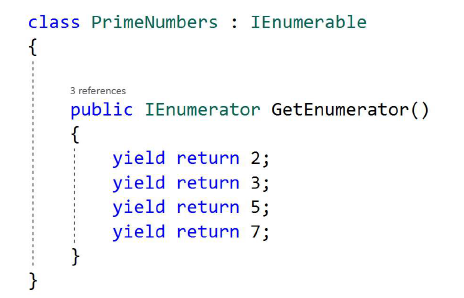 class PrimeNumbers : IEnumerable
{
3 references
public IEnumerator GetEnumerator()
{
yield return 2;
yield return 3;
yield return 5;
yield return 7;
}
}